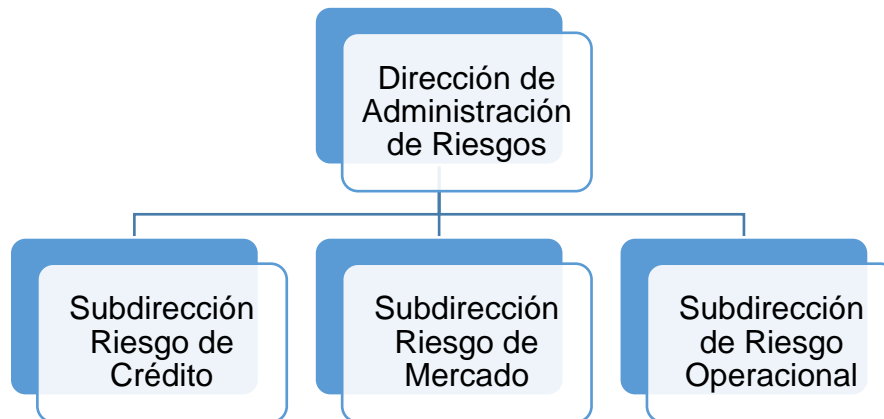 Dirección de
Administración
de Riesgos
Subdirección
Riesgo de
Crédito
Subdirección
Riesgo de
Mercado
Subdirección
de Riesgo
Operacional